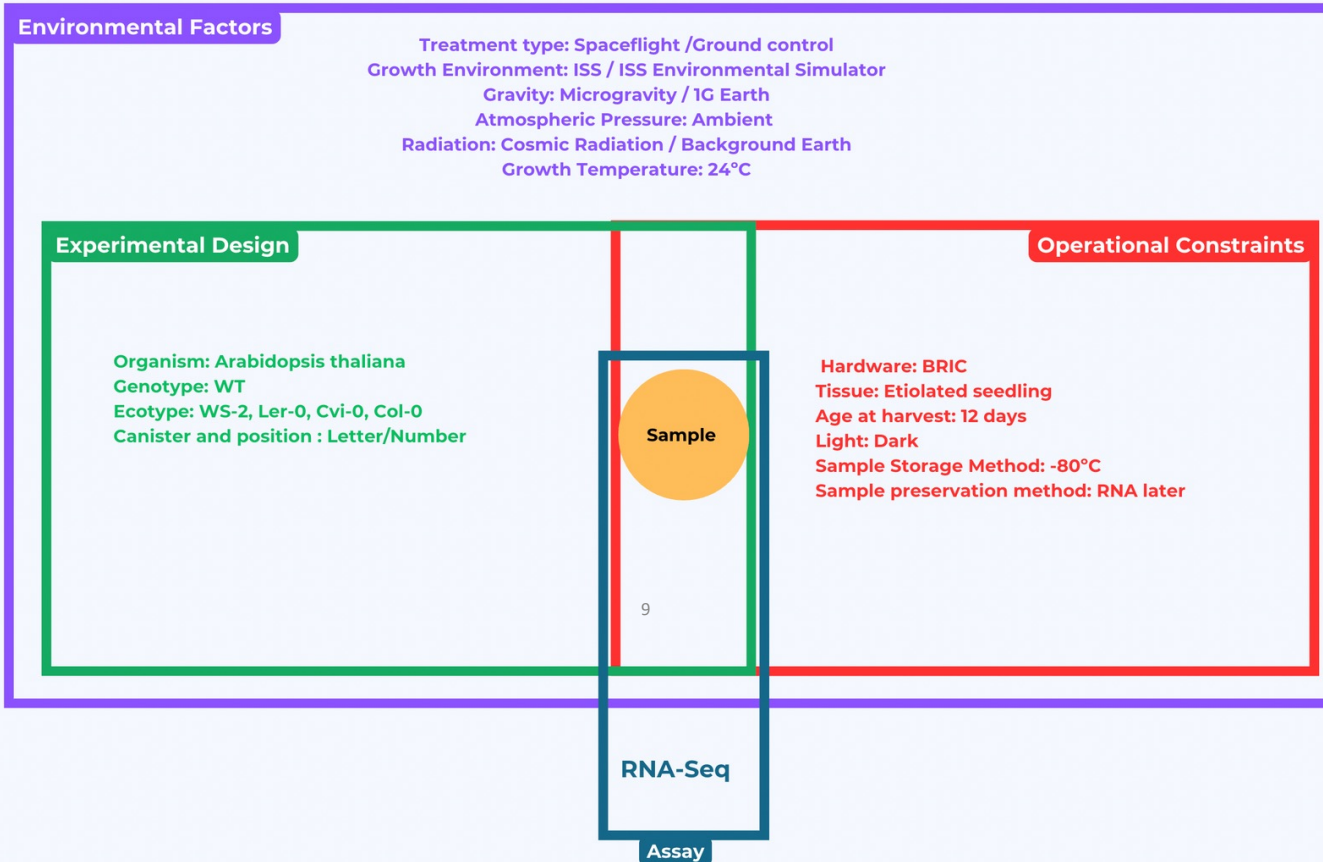 Environmental Factors
Treatment type: Spaceflight /Ground control
Growth Environment: ISS / ISS Environmental Simulator
Gravity: Microgravity / 1G Earth
Atmospheric Pressure: Ambient
Radiation: Cosmic Radiation / Background Earth
Growth Temperature: 24°C
Experimental Design
Organism: Arabidopsis thaliana
Genotype: WT
Ecotype: WS-2, Ler-0, Cvi-0, Col-0
Canister and position : Letter/Number
Sample
9
Operational Constraints
Hardware: BRIC
Tissue: Etiolated seedling
Age at harvest: 12 days
Light: Dark
Sample Storage Method: -80°C
Sample preservation method: RNA later
RNA-Seq
Assay